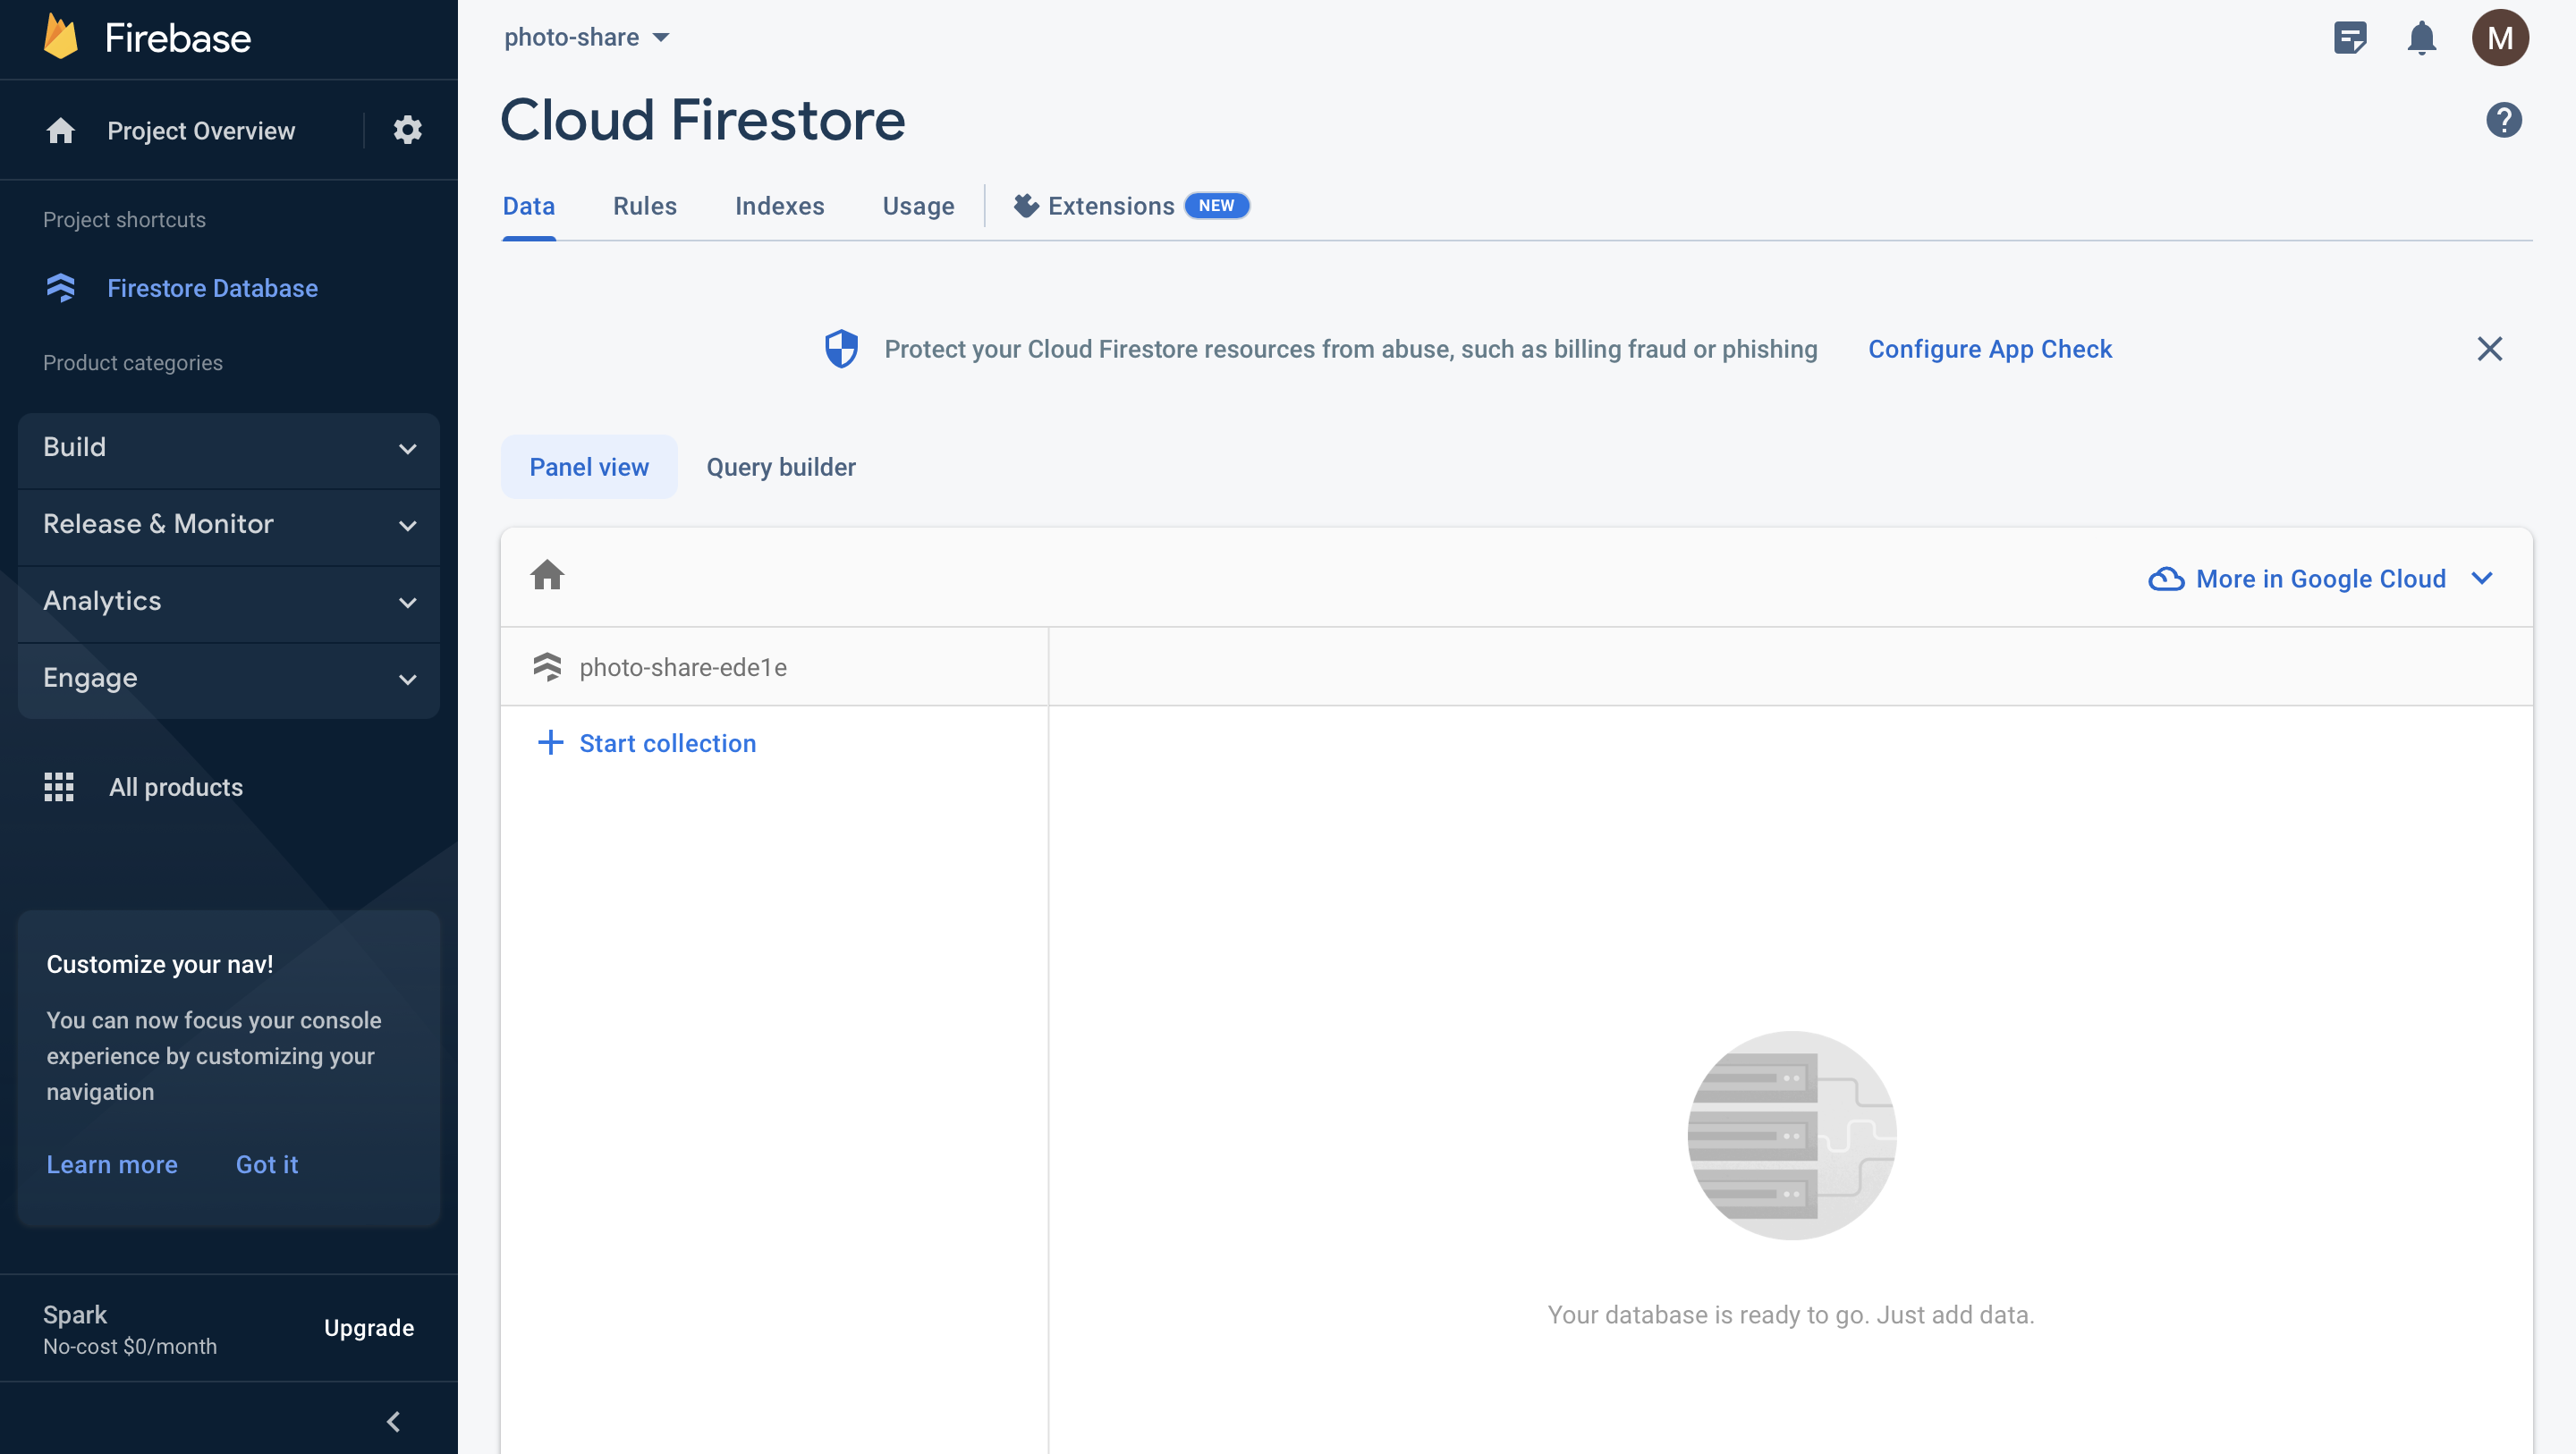 Firebase
Project Overview
Project shortcuts
Firestore Database
Product categories
Build
Release & Monitor
Analytics
Engage
All products
Customize your nav!
You can now focus your console
experience by customizing your
navigation
Learn more Got it
Spark
No-cost $0/month
Upgrade
photo-share
M
Cloud Firestore
?
Data Rules Indexes Usage Extensions NEW
Protect your Cloud Firestore resources from abuse, such as billing fraud or phishing Configure App Check
Panel view Query builder
More in Google Cloud
photo-share-ede1e
+ Start collection
Your database is ready to go. Just add data.